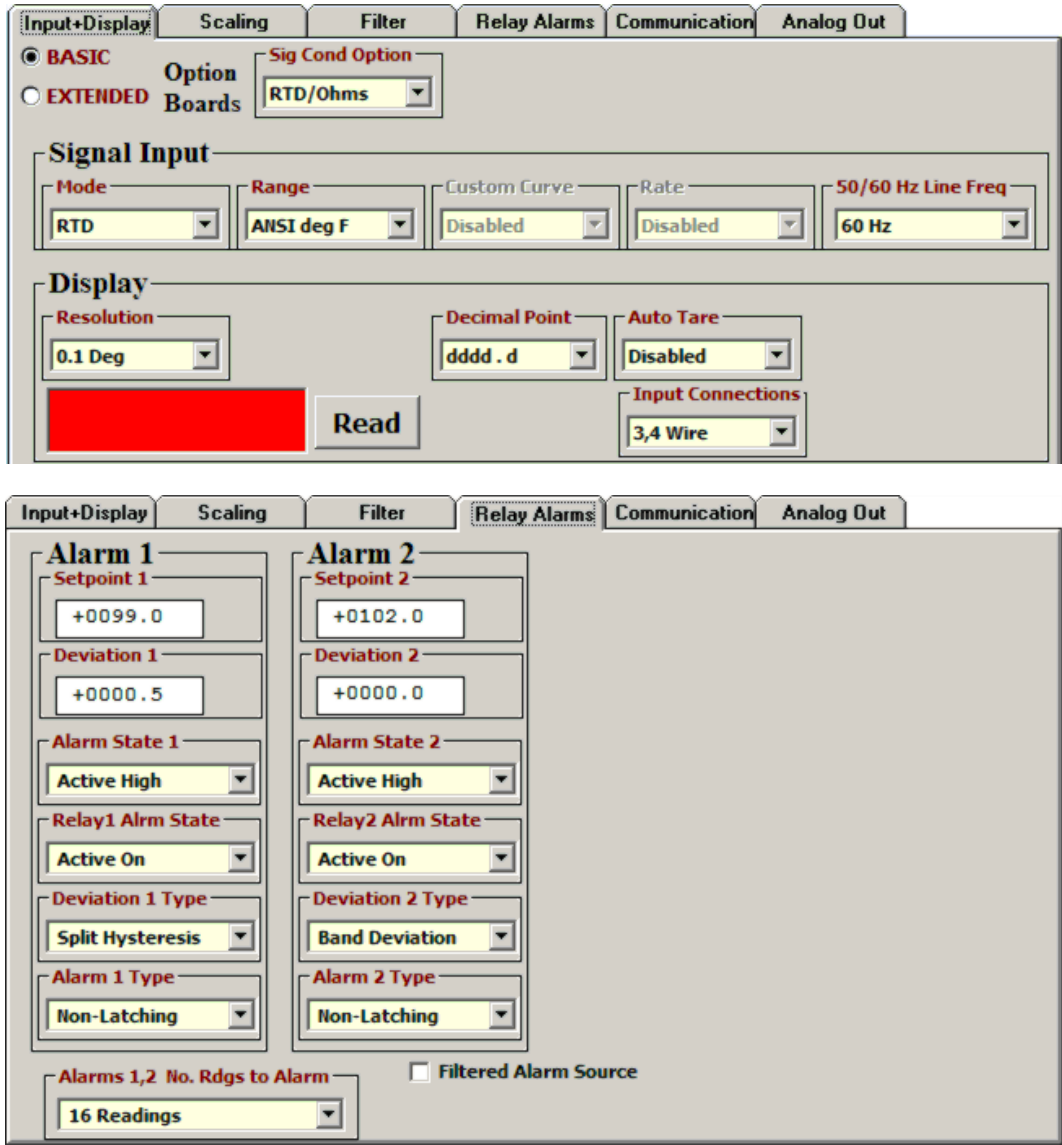 Input+Display Scaling Filter Relay Alarms Communication Analog Out
BASIC
EXTENDED
Option
Boards
Sig Cond Option
RTD/Ohms
Signal Input
Mode Range Custom Curve Rate 50/60 Hz Line Freq
RTD ANSI deg F Disabled Disabled 60 Hz
Display
Resolution Decimal Point Auto Tare
0.1 Deg dddd . d Disabled
Read
Input Connections
3,4 Wire
Input+Display Scaling Filter Relay Alarms Communication Analog Out
Alarm 1
Setpoint 1
+0099.0
Deviation 1
+0000.5
Alarm State 1
Active High
Relay1 Alrm State
Active On
Deviation 1 Type
Split Hysteresis
Alarm 1 Type
Non-Latching
Alarm 2
Setpoint 2
+0102.0
Deviation 2
+0000.0
Alarm State 2
Active High
Relay2 Alrm State
Active On
Deviation 2 Type
Band Deviation
Alarm 2 Type
Non-Latching
Alarms 1,2 No. Rdgs to Alarm
16 Readings
Filtered Alarm Source